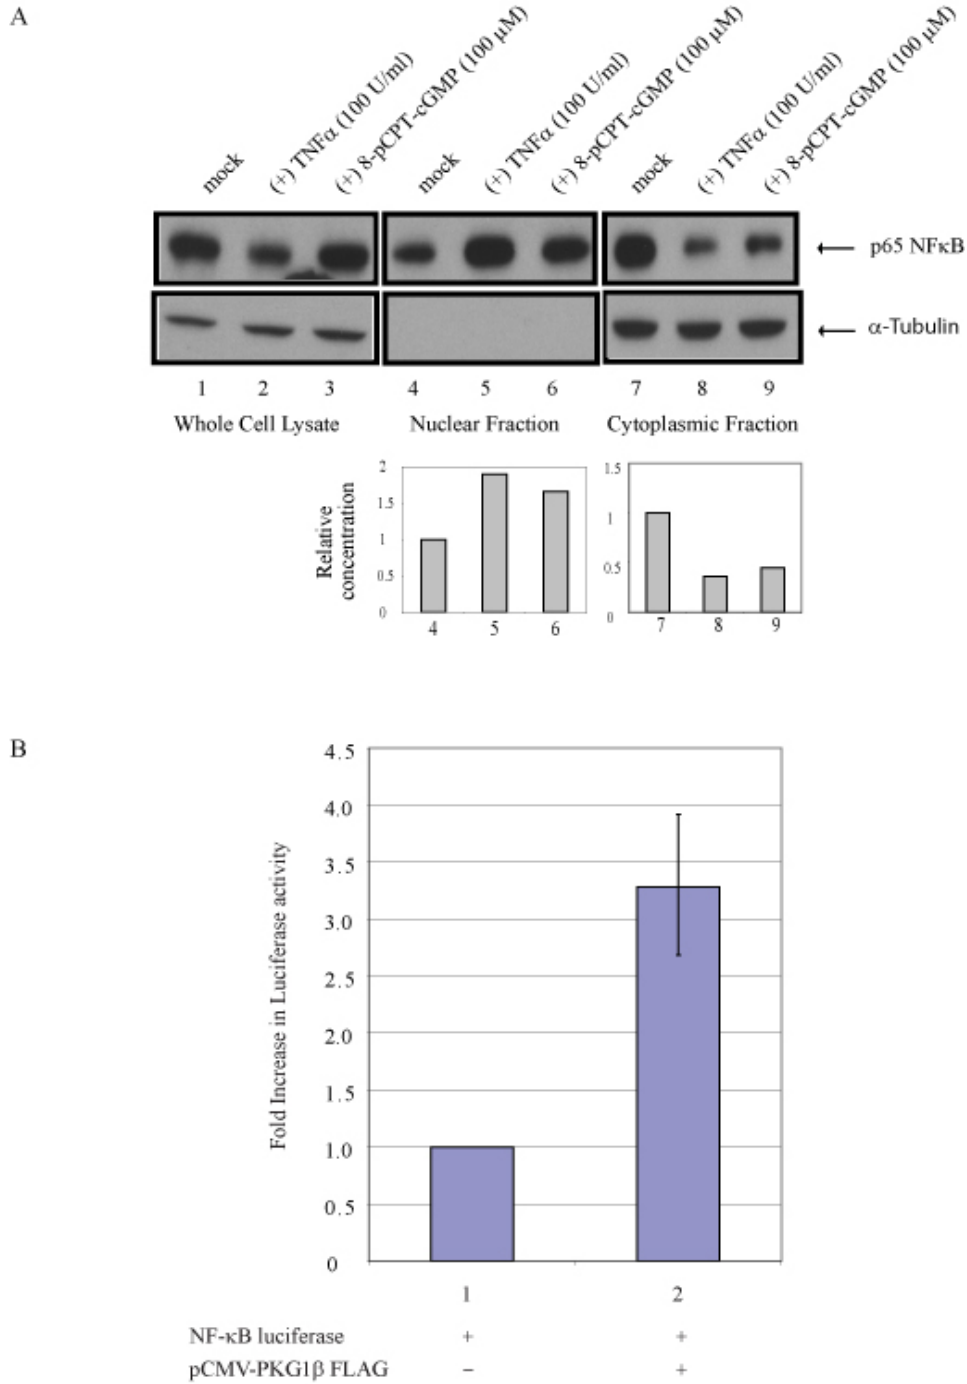 A
mock
(+) TNFα (100 U/ml)
(+) 8-pCPT-cGMP (100 μM)
mock
(+) TNFα (100 U/ml)
(+) 8-pCPT-cGMP (100 μM)
mock
(+) TNFα (100 U/ml)
(+) 8-pCPT-cGMP (100 μM)
p65 NFκB
α-Tubulin
1 2 3 4 5 6 7 8 9
Whole Cell Lysate Nuclear Fraction Cytoplasmic Fraction
Relative
concentration
2
1.5
1
0.5
0
4 5 6
1.5
1
0.5
0
7 8 9
B
Fold Increase in Luciferase activity
4.5
4.0
3.5
3.0
2.5
2.0
1.5
1.0
0.5
0
1 2
NF-κB luciferase + +
pCMV-PKG1β FLAG – +